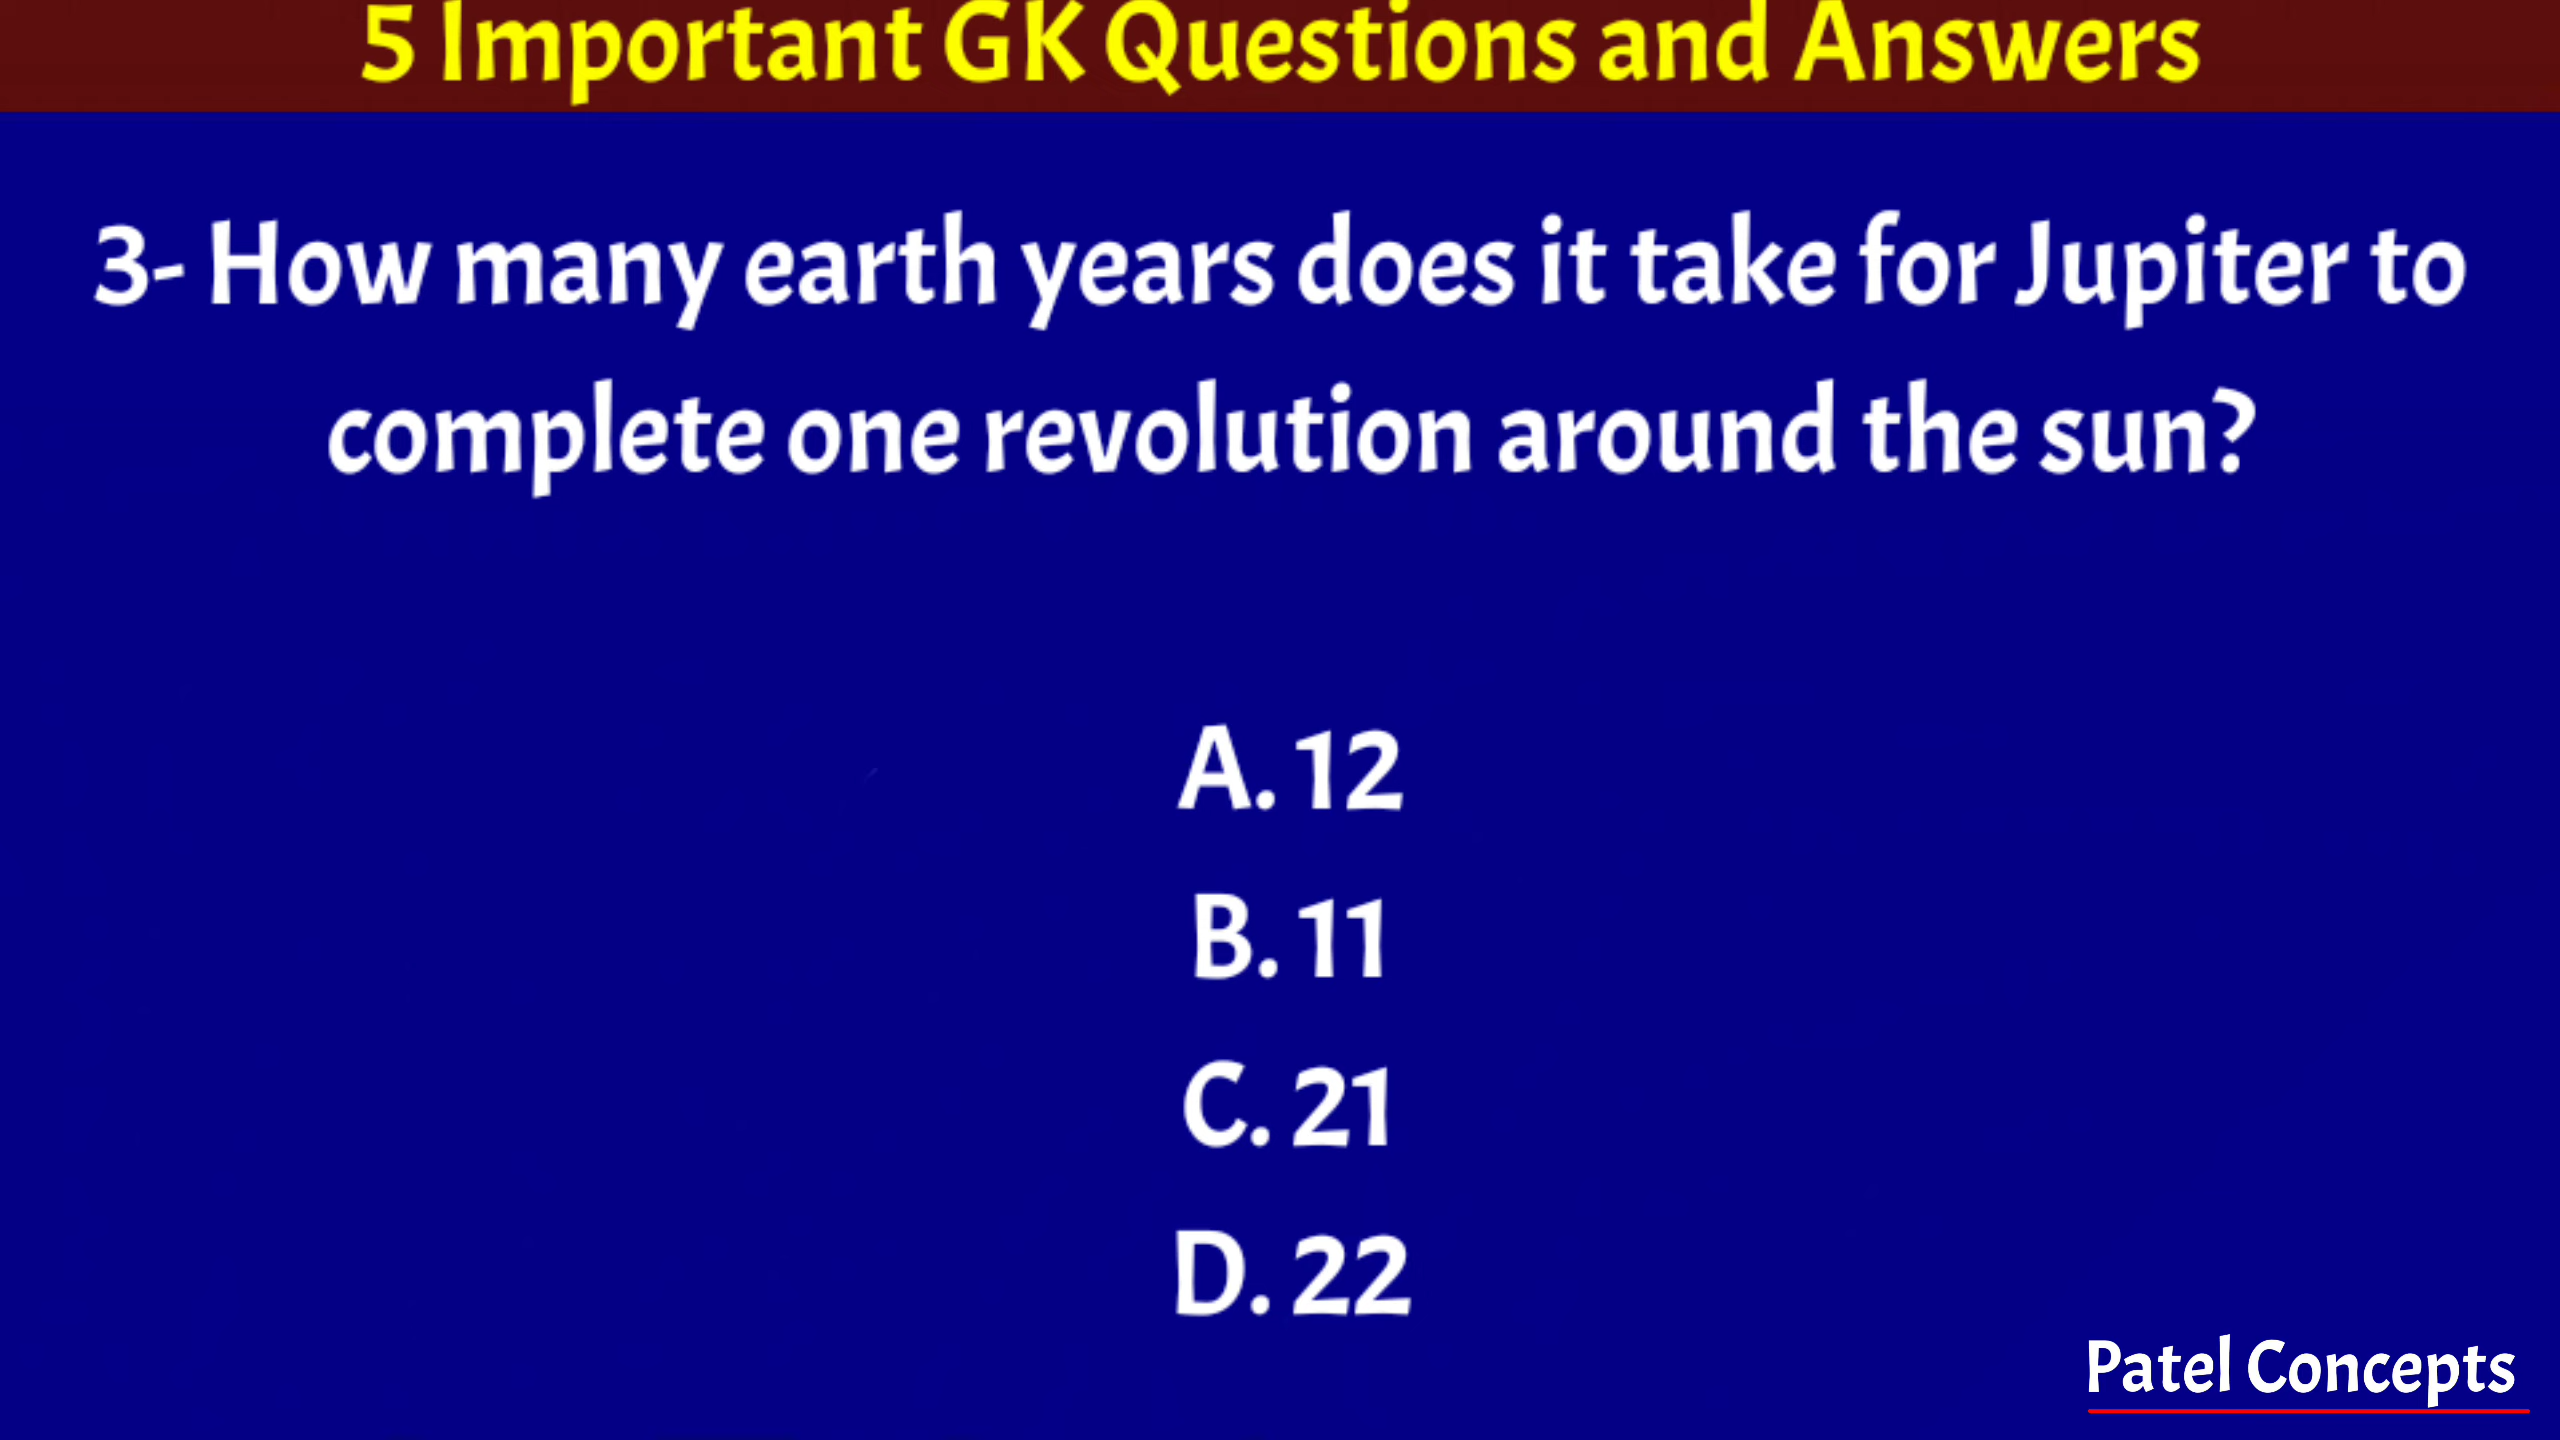 5 Important GK Questions and Answers
3- How many earth years does it take for Jupiter to
complete one revolution around the sun?
A. 12
B. 11
C. 21
D. 22
Patel Concepts